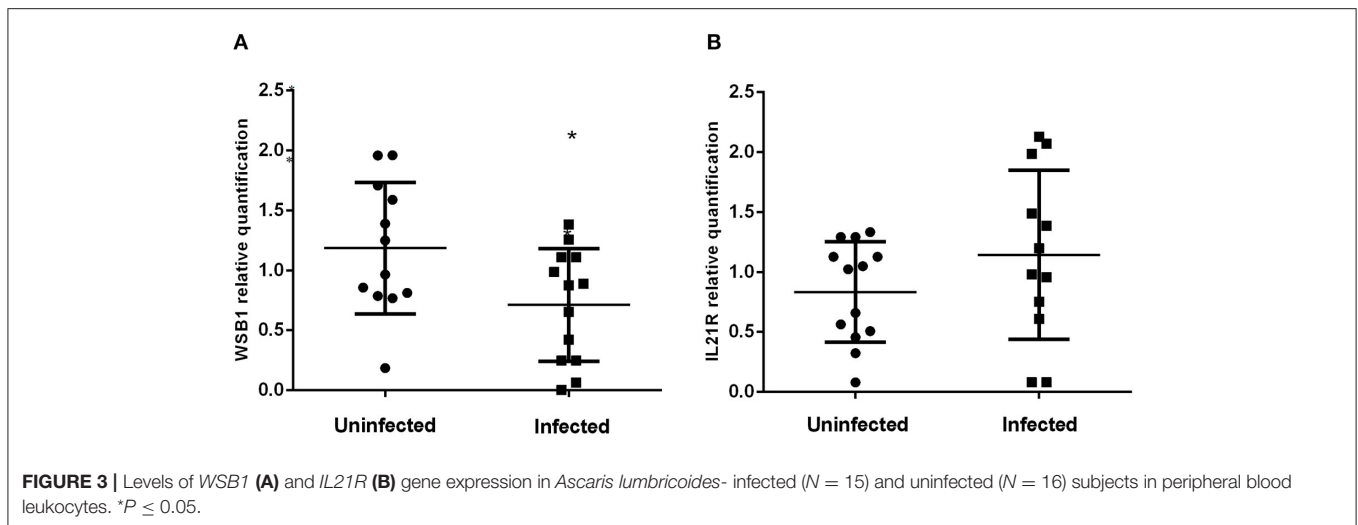 A
B
WSB1 relative quantification
2.5
2.0
1.5
1.0
0.5
0.0
*
*
*
*
Uninfected
Infected
IL21R relative quantification
2.5
2.0
1.5
1.0
0.5
0.0
Uninfected
Infected
FIGURE 3 | Levels of WSB1 (A) and IL21R (B) gene expression in Ascaris lumbricoides- infected (N = 15) and uninfected (N = 16) subjects in peripheral blood
leukocytes. *P ≤ 0.05.